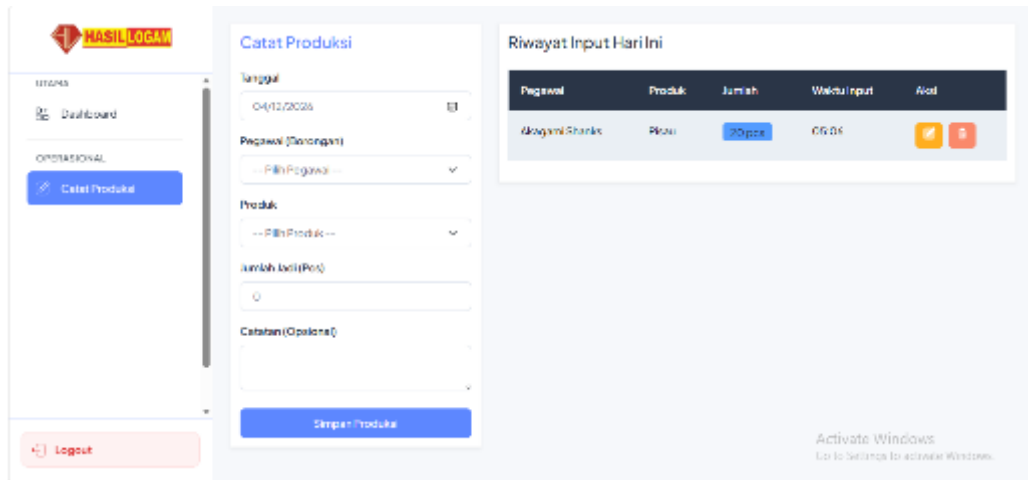 HASIL LOGAM
UTAMA
Dashboard
OPERASIONAL
Catat Produksi
Logout
Catat Produksi
Tanggal
04/12/2026
Pegawai (Borongan)
-- Pilih Pegawai --
Produk
-- Pilih Produk --
Jumlah Jadi (Pcs)
0
Catatan (Opsional)
Simpan Produksi
Riwayat Input Hari Ini
Pegawai Produk Jumlah Waktu Input Aksi
Akagami Shanks Pisau 20 pcs 05:06
Activate Windows
Go to Settings to activate Windows.